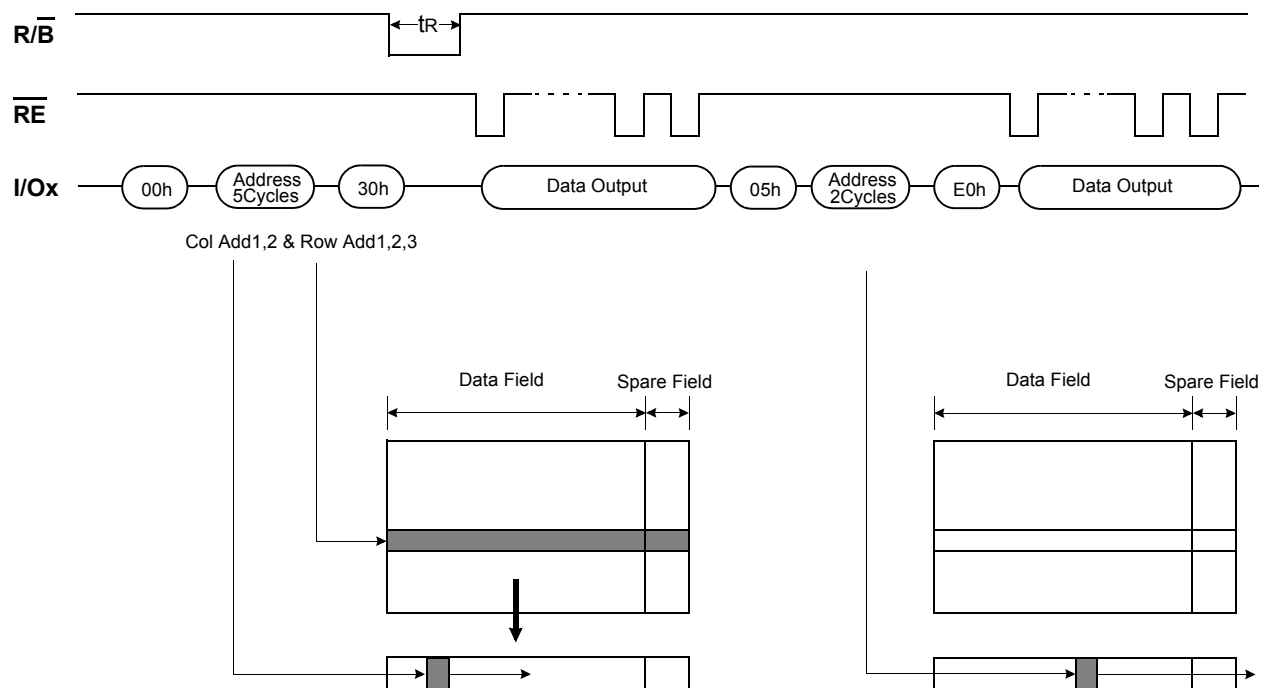 R/B̅
tR
R̅E̅
I/Ox
00h
Address
5Cycles
30h
Data Output
05h
Address
2Cycles
E0h
Data Output
Col Add1,2 & Row Add1,2,3
Data Field
Spare Field
Data Field
Spare Field